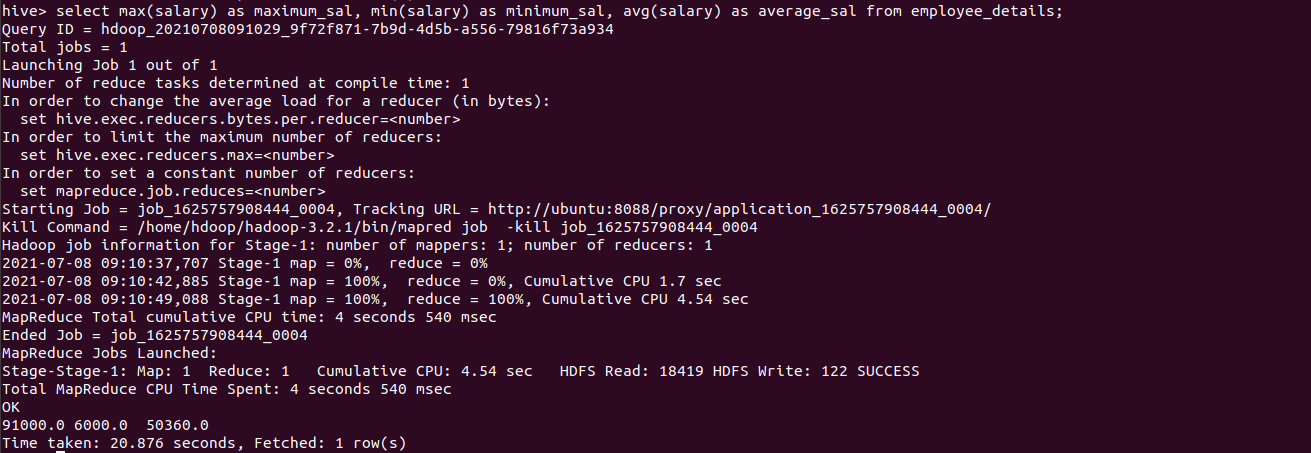 hive> select max(salary) as maximum_sal, min(salary) as minimum_sal, avg(salary) as average_sal from employee_details;
Query ID = hdoop_20210708091029_9f72f871-7b9d-4d5b-a556-79816f73a934
Total jobs = 1
Launching Job 1 out of 1
Number of reduce tasks determined at compile time: 1
In order to change the average load for a reducer (in bytes):
  set hive.exec.reducers.bytes.per.reducer=<number>
In order to limit the maximum number of reducers:
  set hive.exec.reducers.max=<number>
In order to set a constant number of reducers:
  set mapreduce.job.reduces=<number>
Starting Job = job_1625757908444_0004, Tracking URL = http://ubuntu:8088/proxy/application_1625757908444_0004/
Kill Command = /home/hdoop/hadoop-3.2.1/bin/mapred job  -kill job_1625757908444_0004
Hadoop job information for Stage-1: number of mappers: 1; number of reducers: 1
2021-07-08 09:10:37,707 Stage-1 map = 0%,  reduce = 0%
2021-07-08 09:10:42,885 Stage-1 map = 100%,  reduce = 0%, Cumulative CPU 1.7 sec
2021-07-08 09:10:49,088 Stage-1 map = 100%,  reduce = 100%, Cumulative CPU 4.54 sec
MapReduce Total cumulative CPU time: 4 seconds 540 msec
Ended Job = job_1625757908444_0004
MapReduce Jobs Launched:
Stage-Stage-1: Map: 1  Reduce: 1   Cumulative CPU: 4.54 sec   HDFS Read: 18419 HDFS Write: 122 SUCCESS
Total MapReduce CPU Time Spent: 4 seconds 540 msec
OK
91000.0 6000.0  50360.0
Time taken: 20.876 seconds, Fetched: 1 row(s)